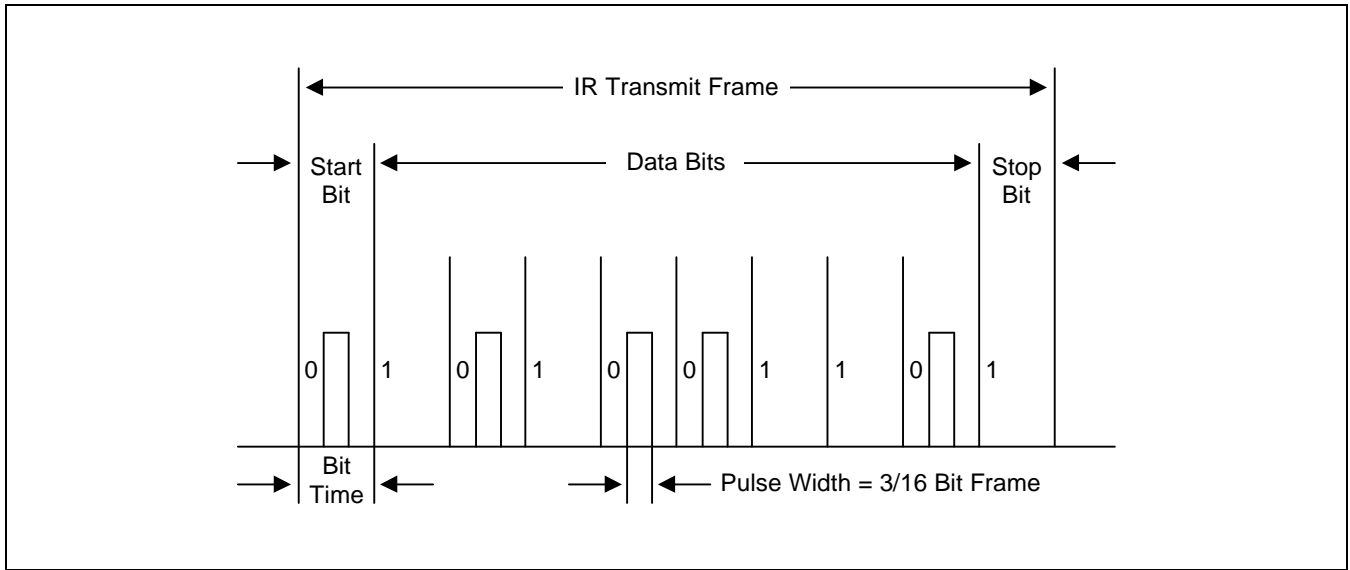 IR Transmit Frame
Start
Bit
Data Bits
Stop
Bit
0 1 0 1 0 0 1 1 0 1
Bit
Time
Pulse Width = 3/16 Bit Frame